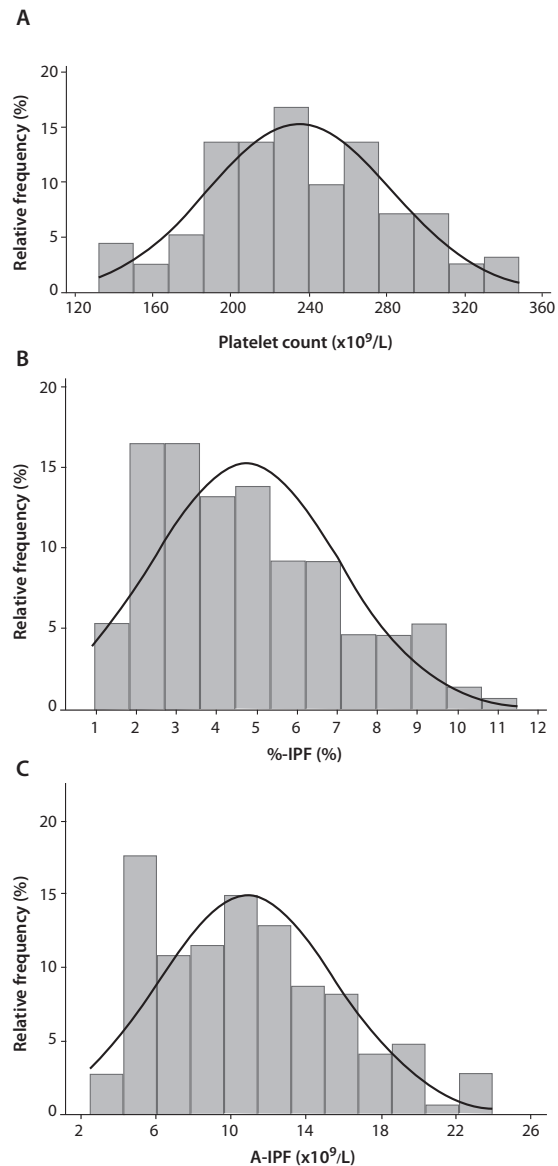 A
20
15
10
5
0
Relative frequency (%)
120 160 200 240 280 320 360
Platelet count (x10⁹/L)
B
20
15
10
5
0
Relative frequency (%)
1 2 3 4 5 6 7 8 9 10 11 12
%-IPF (%)
C
20
15
10
5
0
Relative frequency (%)
2 6 10 14 18 22 26
A-IPF (x10⁹/L)